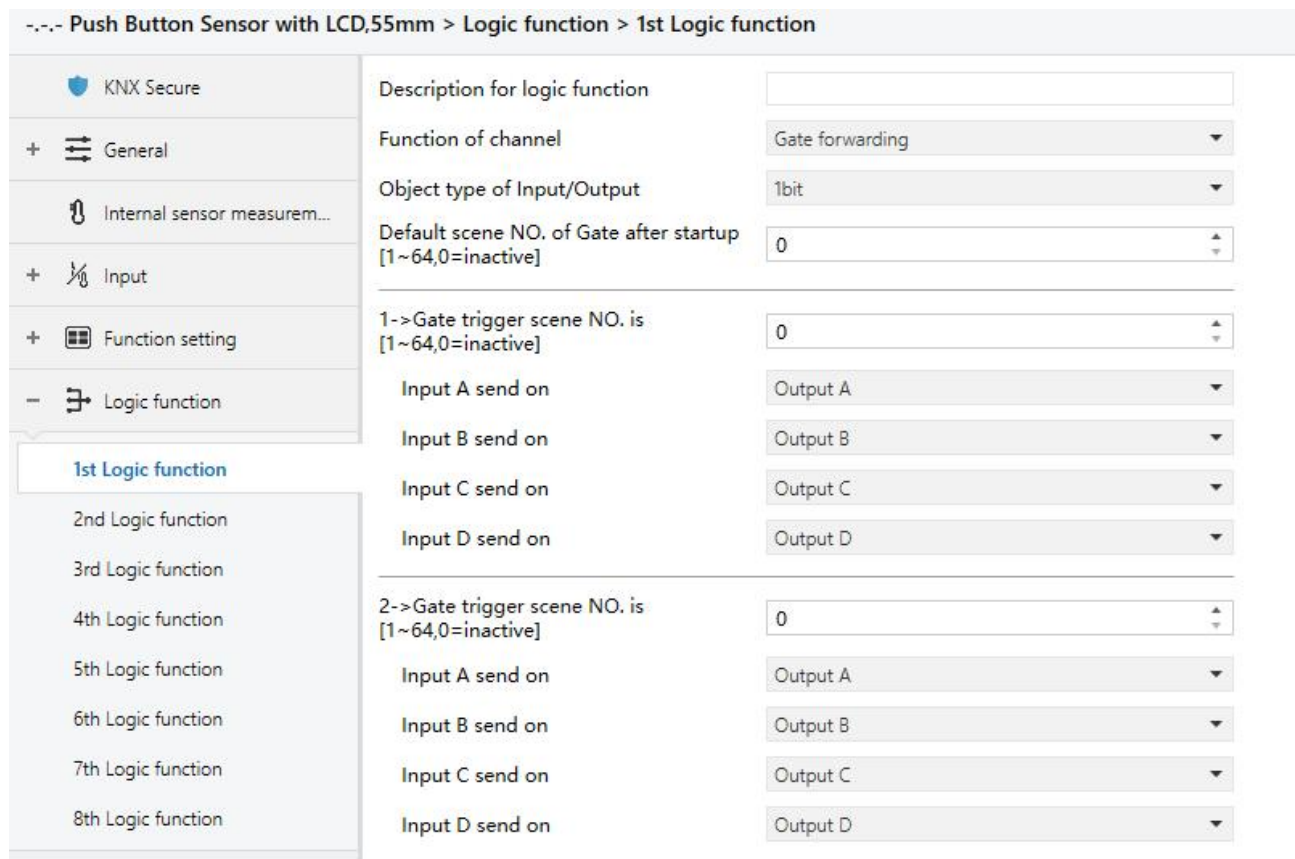 -.-.- Push Button Sensor with LCD,55mm > Logic function > 1st Logic function
KNX Secure
+ General
Internal sensor measurem...
+ Input
+ Function setting
− Logic function
1st Logic function
2nd Logic function
3rd Logic function
4th Logic function
5th Logic function
6th Logic function
7th Logic function
8th Logic function
Description for logic function
Function of channel Gate forwarding
Object type of Input/Output 1bit
Default scene NO. of Gate after startup
[1~64,0=inactive] 0
1->Gate trigger scene NO. is
[1~64,0=inactive] 0
Input A send on Output A
Input B send on Output B
Input C send on Output C
Input D send on Output D
2->Gate trigger scene NO. is
[1~64,0=inactive] 0
Input A send on Output A
Input B send on Output B
Input C send on Output C
Input D send on Output D